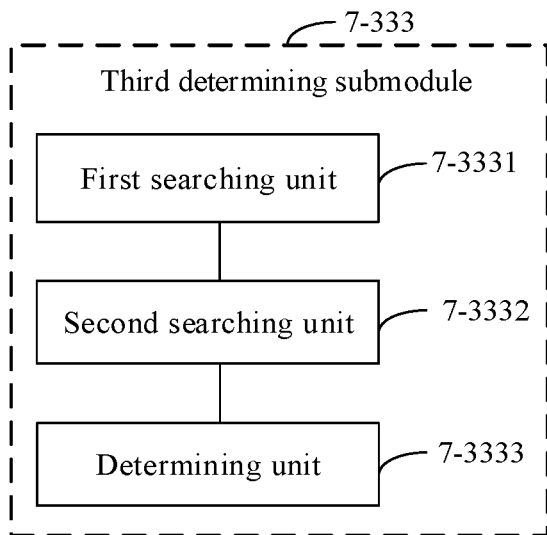 7-333
Third determining submodule
First searching unit
7-3331
Second searching unit
7-3332
Determining unit
7-3333